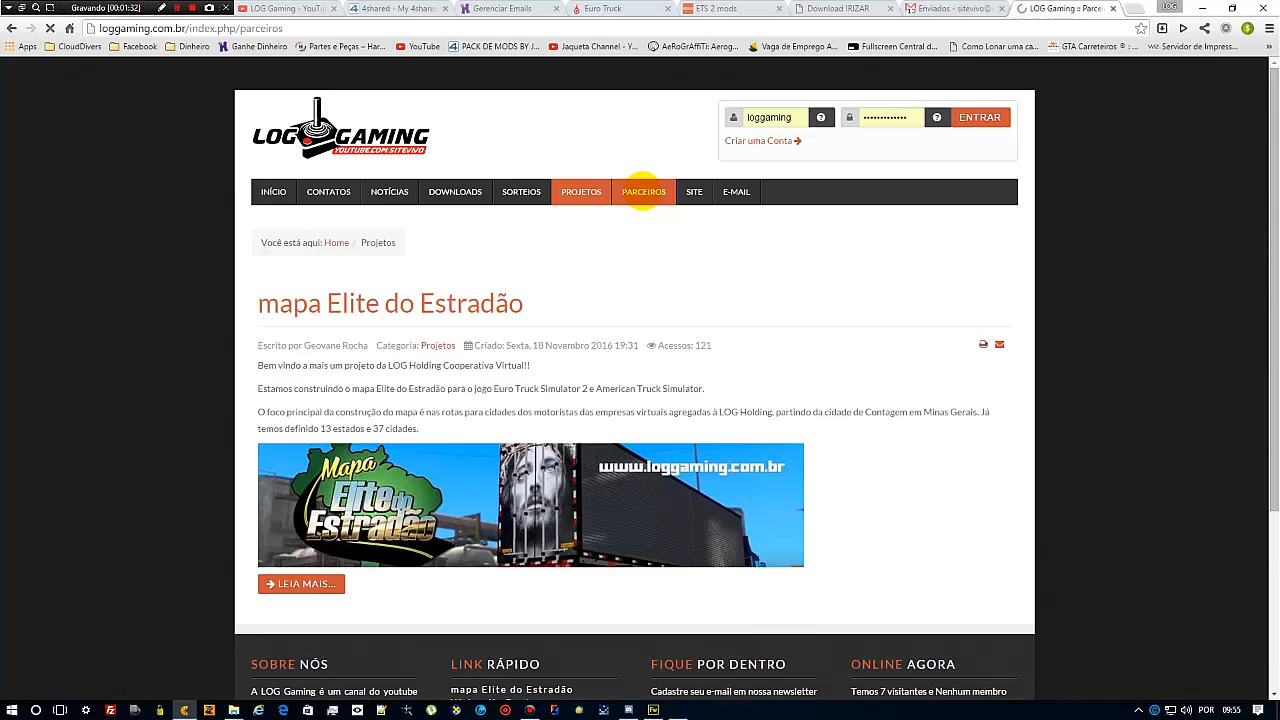 Gravando [00:01:32]
LOG Gaming - YouTu
4shared - My 4share
Gerenciar Emails
Euro Truck
ETS 2 mods
Download IRIZAR
Enviados - sitevivo@
LOG Gaming :: Parce
LOG
loggaming.com.br/index.php/parceiros
Apps
CloudDivers
Facebook
Dinheiro
Ganhe Dinheiro
Partes e Peças, Har
YouTube
PACK DE MODS BY J
Jaqueta Channel - Y
AeRoGrAffiti Aerog
Vaga de Emprego A
Fullscreen Central d
Como lonar uma ca
GTA Carreteiros ®
Servidor de Impress
LOG GAMING
YOUTUBE.COM/SITEVIVO
loggaming
•••••••••••••
ENTRAR
Criar uma Conta
INÍCIO
CONTATOS
NOTÍCIAS
DOWNLOADS
SORTEIOS
PROJETOS
PARCEIROS
SITE
E-MAIL
Você está aqui: Home / Projetos
mapa Elite do Estradão
Escrito por Geovane Rocha Categoria: Projetos Criado: Sexta, 18 Novembro 2016 19:31 Acessos: 121
Bem vindo a mais um projeto da LOG Holding Cooperativa Virtual!!
Estamos construindo o mapa Elite do Estradão para o jogo Euro Truck Simulator 2 e American Truck Simulator.
O foco principal da construção do mapa é nas rotas para cidades dos motoristas das empresas virtuais agregadas à LOG Holding, partindo da cidade de Contagem em Minas Gerais. Já
temos definido 13 estados e 37 cidades.
Mapa
Elite do
Estradão
www.loggaming.com.br
LEIA MAIS...
SOBRE NÓS
LINK RÁPIDO
FIQUE POR DENTRO
ONLINE AGORA
A LOG Gaming é um canal do youtube
mapa Elite do Estradão
Cadastre seu e-mail em nossa newsletter
Temos 7 visitantes e Nenhum membro
POR
09:55